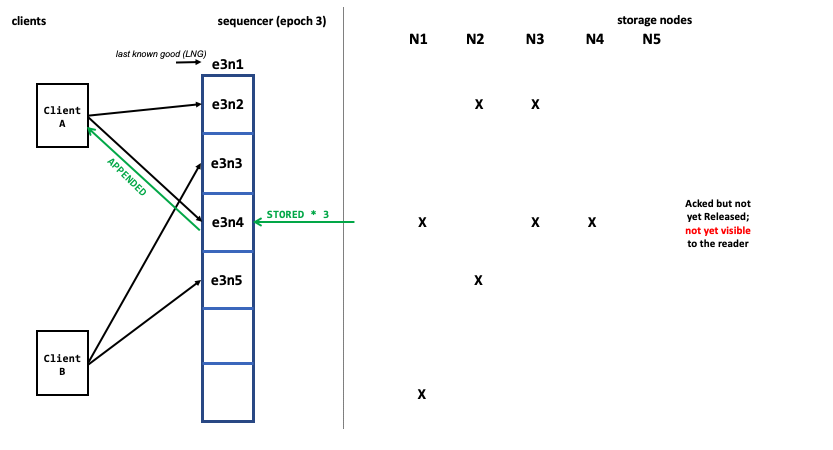 clients
sequencer (epoch 3)
storage nodes
N1 N2 N3 N4 N5
last known good (LNG)
e3n1
Client
A
e3n2
X X
APPENDED
e3n3
e3n4
STORED * 3
X X X
Acked but not
yet Released;
not yet visible
to the reader
e3n5
X
Client
B
X